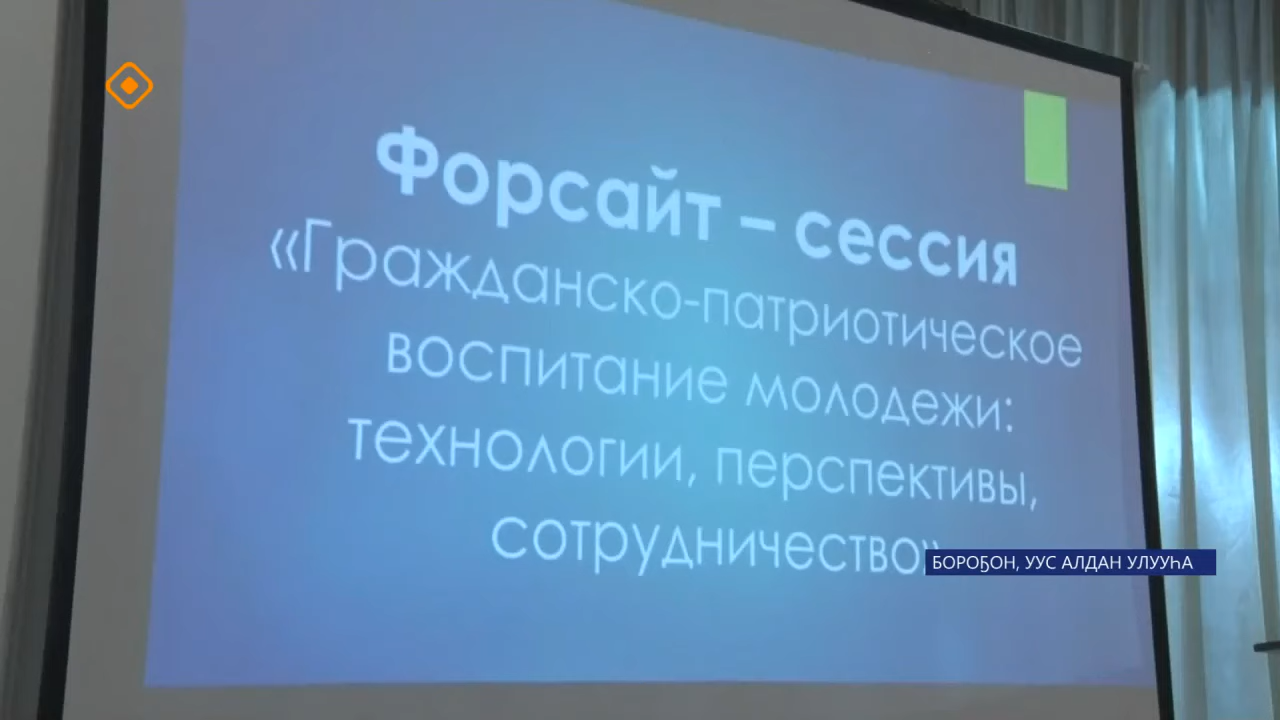 Форсайт – сессия
«Гражданско-патриотическое
воспитание молодежи:
технологии, перспективы,
сотрудничество»
БОРОҔОН, УУС АЛДАН УЛУУҺА